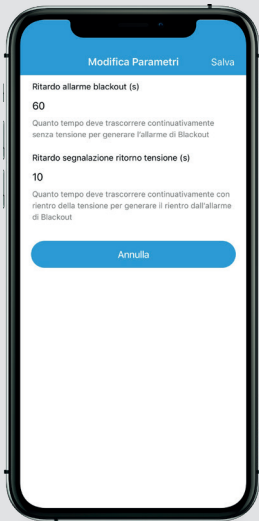 Modifica Parametri
Salva
Ritardo allarme blackout (s)
60
Quanto tempo deve trascorrere continuativamente
senza tensione per generare l'allarme di Blackout
Ritardo segnalazione ritorno tensione (s)
10
Quanto tempo deve trascorrere continuativamente con
rientro della tensione per generare il rientro dall'allarme
di Blackout
Annulla